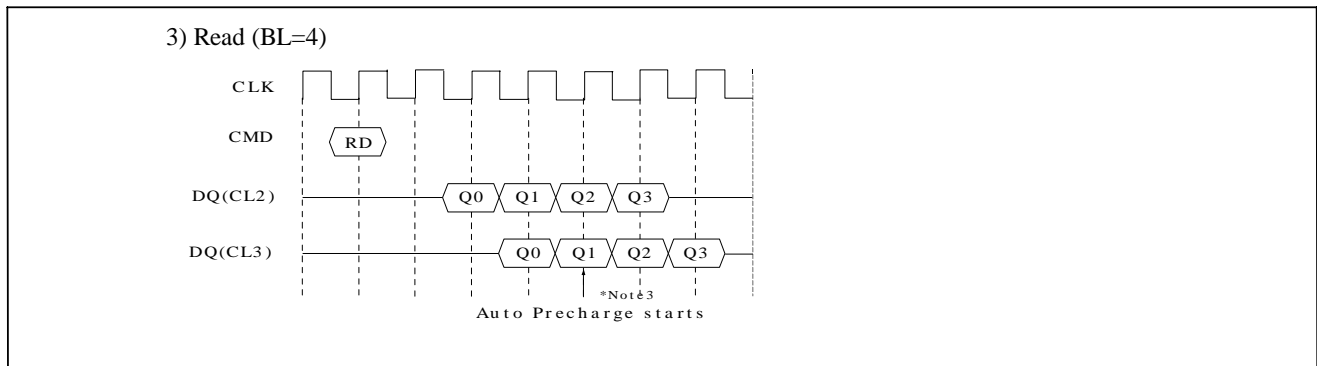 3) Read (BL=4)
CLK
CMD RD
DQ(CL2) Q0 Q1 Q2 Q3
DQ(CL3) Q0 Q1 Q2 Q3
*Note3
Auto Precharge starts